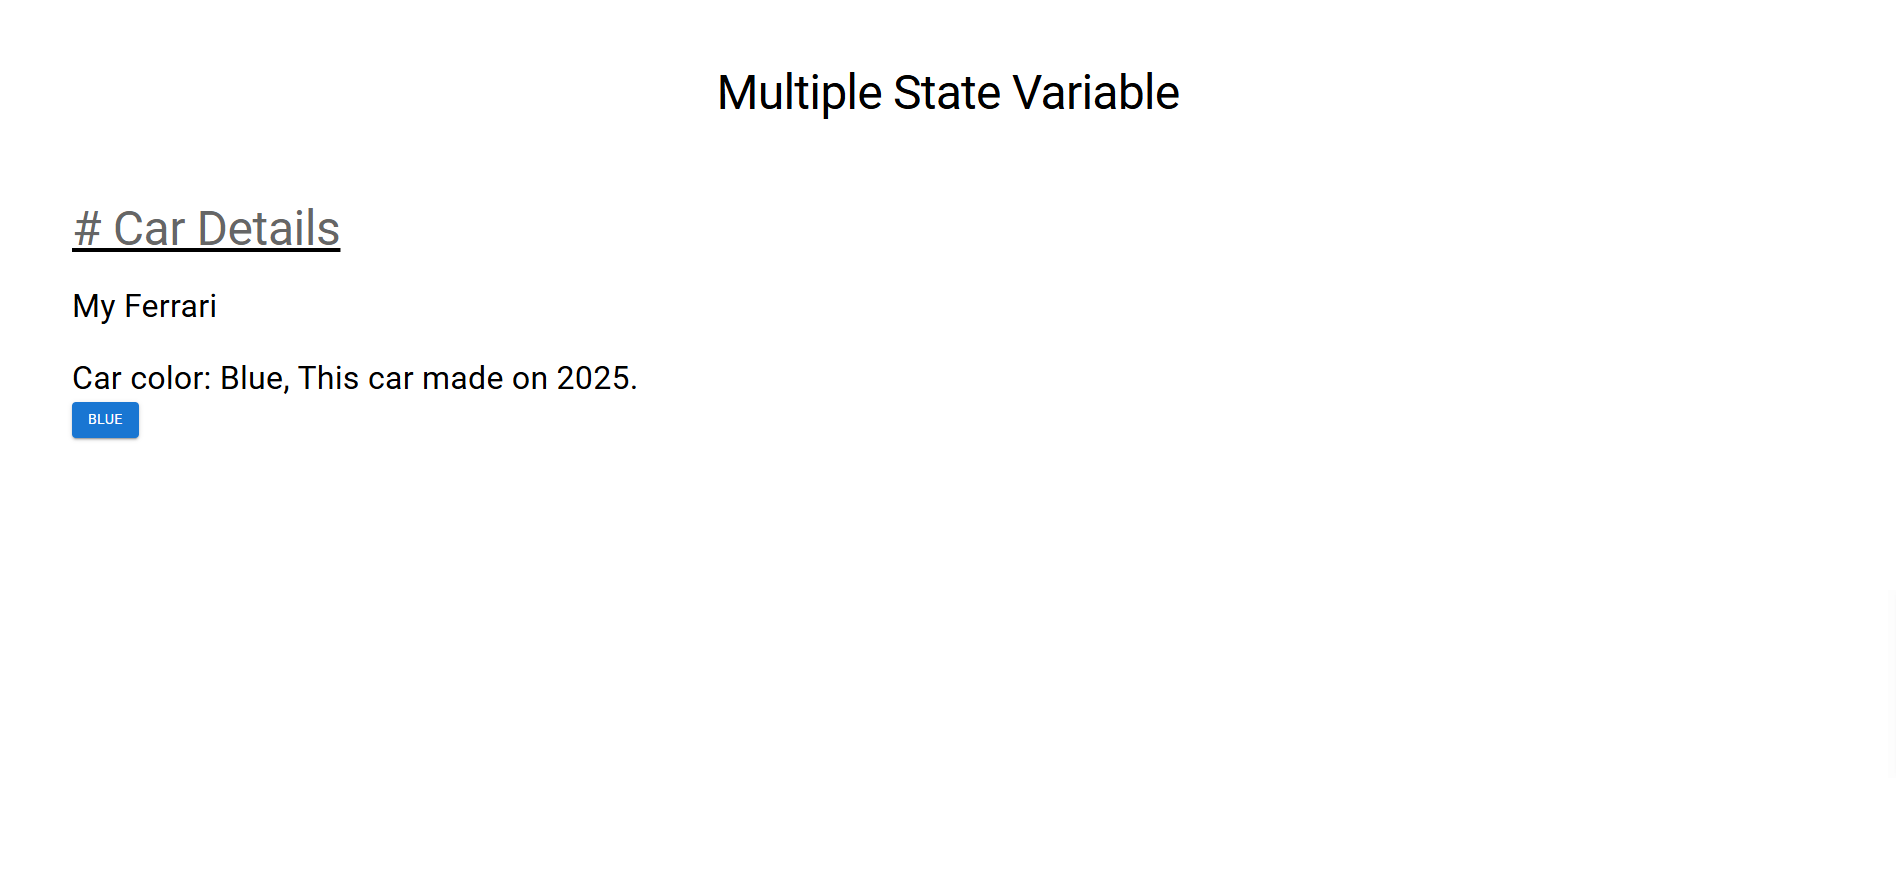 Multiple State Variable
# Car Details
My Ferrari
Car color: Blue, This car made on 2025.
BLUE